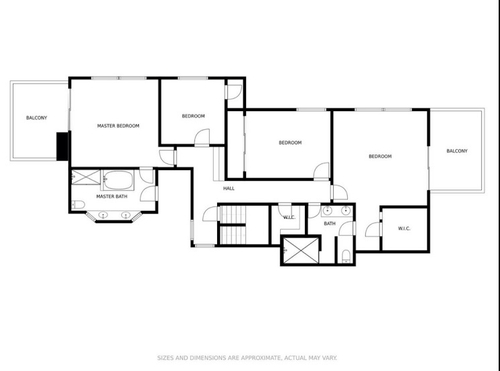 BALCONY
MASTER BEDROOM
BEDROOM
BEDROOM
BEDROOM
BALCONY
HALL
MASTER BATH
W.I.C.
BATH
W.I.C.
SIZES AND DIMENSIONS ARE APPROXIMATE, ACTUAL MAY VARY.